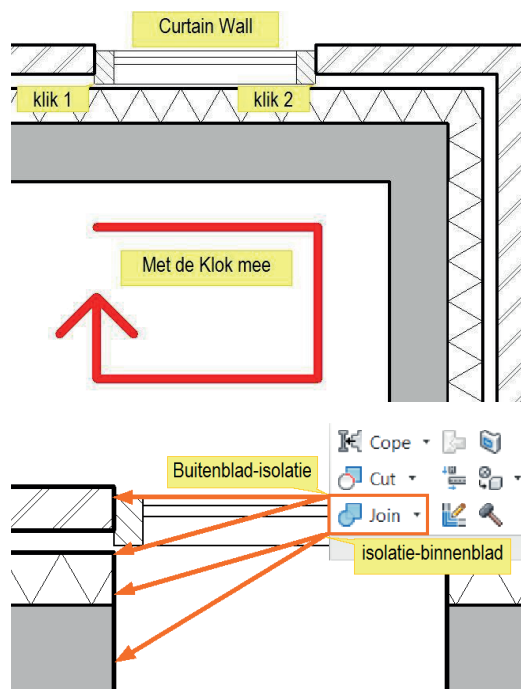 Curtain Wall
klik 1
klik 2
Met de Klok mee
Cope
Buitenblad-isolatie
Cut
Join
isolatie-binnenblad